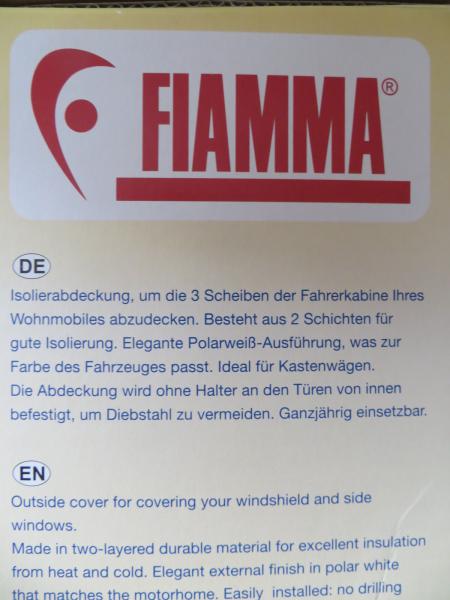 FIAMMA®
DE
Isolierabdeckung, um die 3 Scheiben der Fahrerkabine Ihres
Wohnmobiles abzudecken. Besteht aus 2 Schichten für
gute Isolierung. Elegante Polarweiß-Ausführung, was zur
Farbe des Fahrzeuges passt. Ideal für Kastenwägen.
Die Abdeckung wird ohne Halter an den Türen von innen
befestigt, um Diebstahl zu vermeiden. Ganzjährig einsetzbar.
EN
Outside cover for covering your windshield and side
windows.
Made in two-layered durable material for excellent insulation
from heat and cold. Elegant external finish in polar white
that matches the motorhome. Easily installed: no drilling